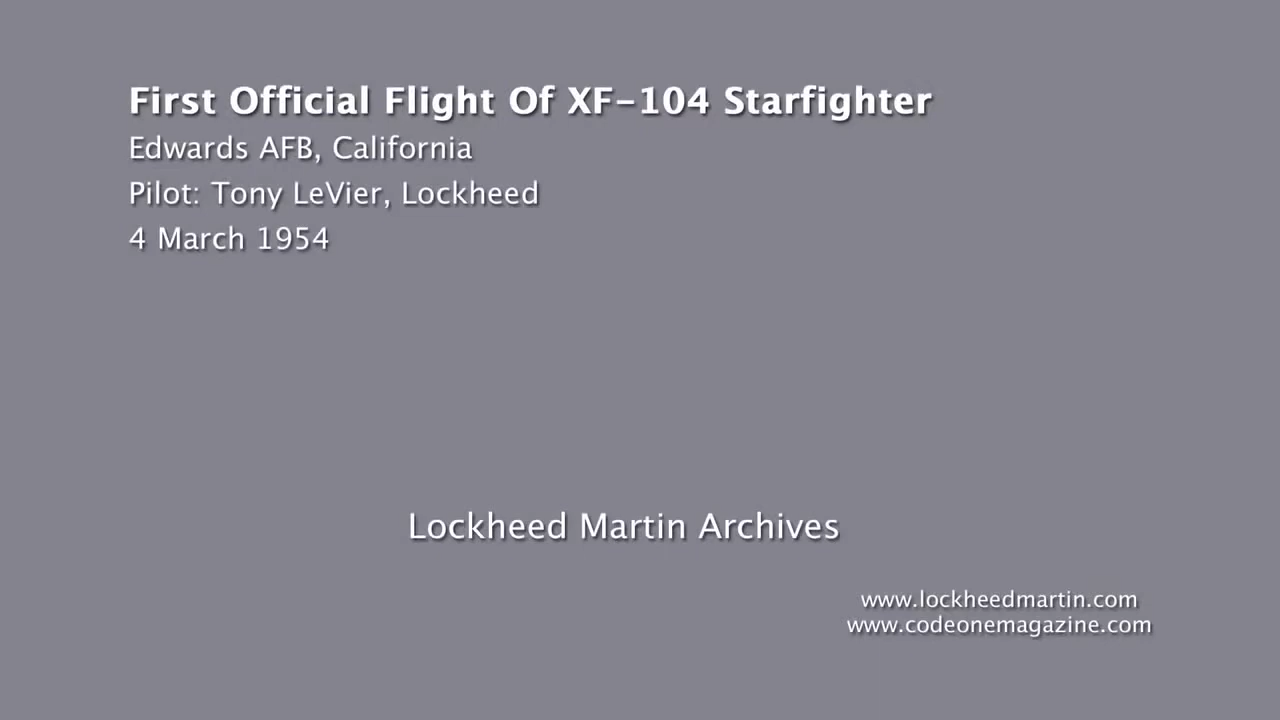 First Official Flight Of XF-104 Starfighter
Edwards AFB, California
Pilot: Tony LeVier, Lockheed
4 March 1954
Lockheed Martin Archives
www.lockheedmartin.com
www.codeonemagazine.com